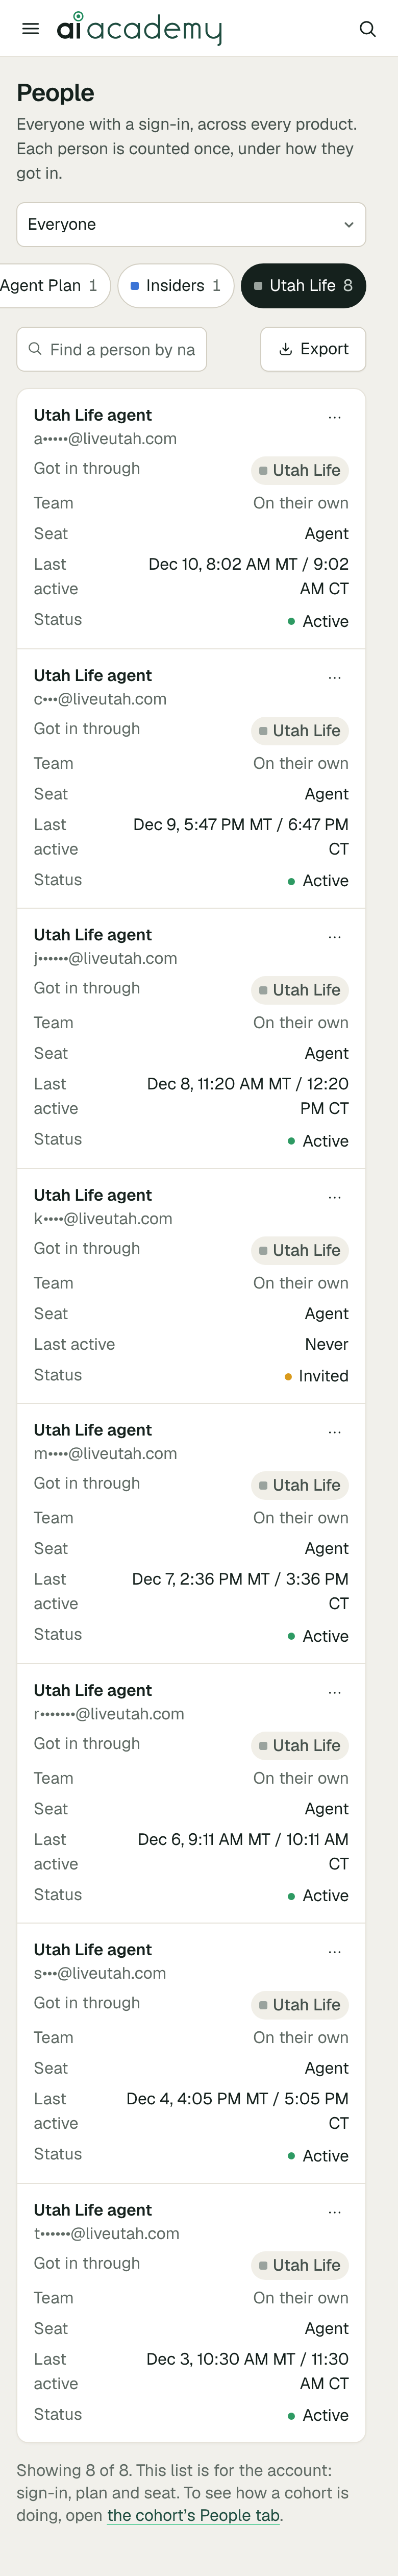 ai academy
People
Everyone with a sign-in, across every product.
Each person is counted once, under how they
got in.
Everyone
Agent Plan 1 Insiders 1 Utah Life 8
Find a person by na Export
Utah Life agent ...
a•••••@liveutah.com
Got in through Utah Life
Team On their own
Seat Agent
Last active Dec 10, 8:02 AM MT / 9:02 AM CT
Status Active
Utah Life agent ...
c•••@liveutah.com
Got in through Utah Life
Team On their own
Seat Agent
Last active Dec 9, 5:47 PM MT / 6:47 PM CT
Status Active
Utah Life agent ...
j••••••@liveutah.com
Got in through Utah Life
Team On their own
Seat Agent
Last active Dec 8, 11:20 AM MT / 12:20 PM CT
Status Active
Utah Life agent ...
k••••@liveutah.com
Got in through Utah Life
Team On their own
Seat Agent
Last active Never
Status Invited
Utah Life agent ...
m••••@liveutah.com
Got in through Utah Life
Team On their own
Seat Agent
Last active Dec 7, 2:36 PM MT / 3:36 PM CT
Status Active
Utah Life agent ...
r•••••••@liveutah.com
Got in through Utah Life
Team On their own
Seat Agent
Last active Dec 6, 9:11 AM MT / 10:11 AM CT
Status Active
Utah Life agent ...
s•••@liveutah.com
Got in through Utah Life
Team On their own
Seat Agent
Last active Dec 4, 4:05 PM MT / 5:05 PM CT
Status Active
Utah Life agent ...
t••••••@liveutah.com
Got in through Utah Life
Team On their own
Seat Agent
Last active Dec 3, 10:30 AM MT / 11:30 AM CT
Status Active
Showing 8 of 8. This list is for the account:
sign-in, plan and seat. To see how a cohort is
doing, open the cohort’s People tab.